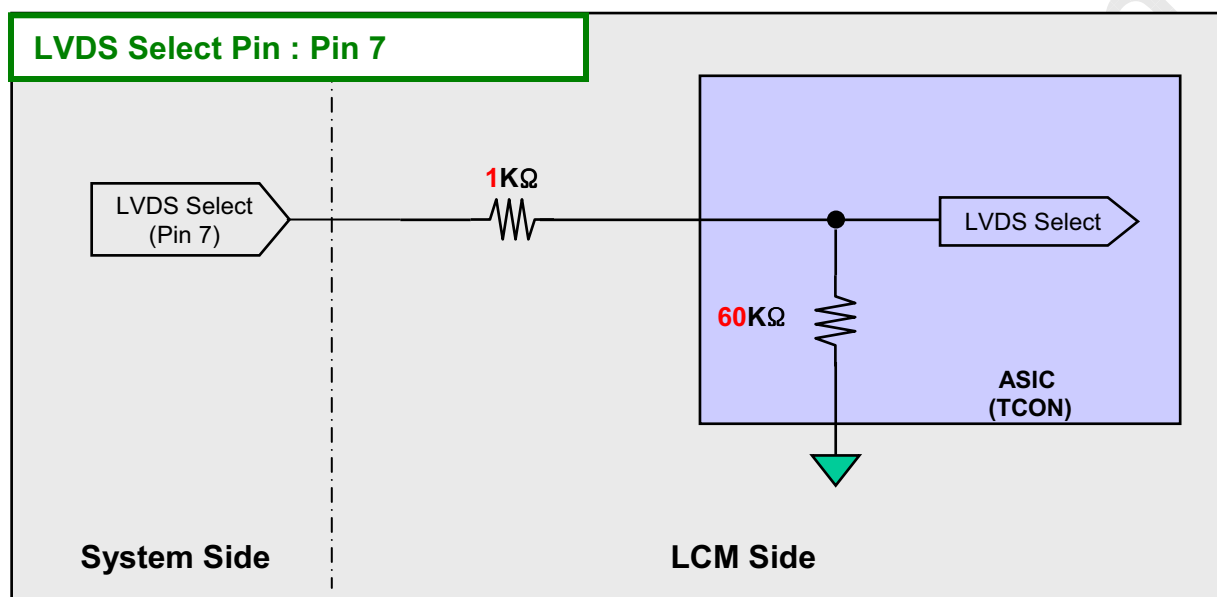 LVDS Select Pin : Pin 7
1KΩ
LVDS Select
(Pin 7)
LVDS Select
60KΩ
ASIC
(TCON)
System Side
LCM Side